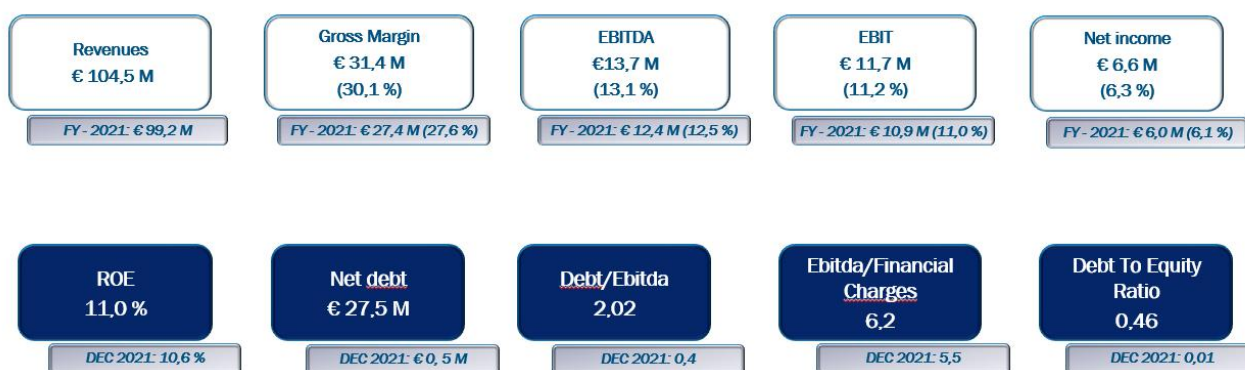 Revenues
€ 104,5 M
FY - 2021: € 99,2 M
Gross Margin
€ 31,4 M
(30,1 %)
FY - 2021: € 27,4 M (27,6 %)
EBITDA
€13,7 M
(13,1 %)
FY - 2021: € 12,4 M (12,5 %)
EBIT
€ 11,7 M
(11,2 %)
FY - 2021: € 10,9 M (11,0 %)
Net income
€ 6,6 M
(6,3 %)
FY - 2021: € 6,0 M (6,1 %)
ROE
11,0 %
DEC 2021: 10,6 %
Net debt
€ 27,5 M
DEC 2021: € 0, 5 M
Debt/Ebitda
2,02
DEC 2021: 0,4
Ebitda/Financial
Charges
6,2
DEC 2021: 5,5
Debt To Equity
Ratio
0,46
DEC 2021: 0,01